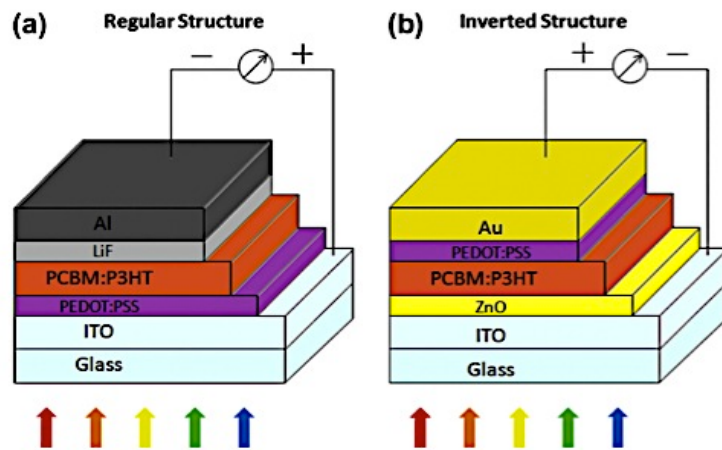 (a) Regular Structure
− +
Al
LiF
PCBM:P3HT
PEDOT:PSS
ITO
Glass
(b) Inverted Structure
+ −
Au
PEDOT:PSS
PCBM:P3HT
ZnO
ITO
Glass